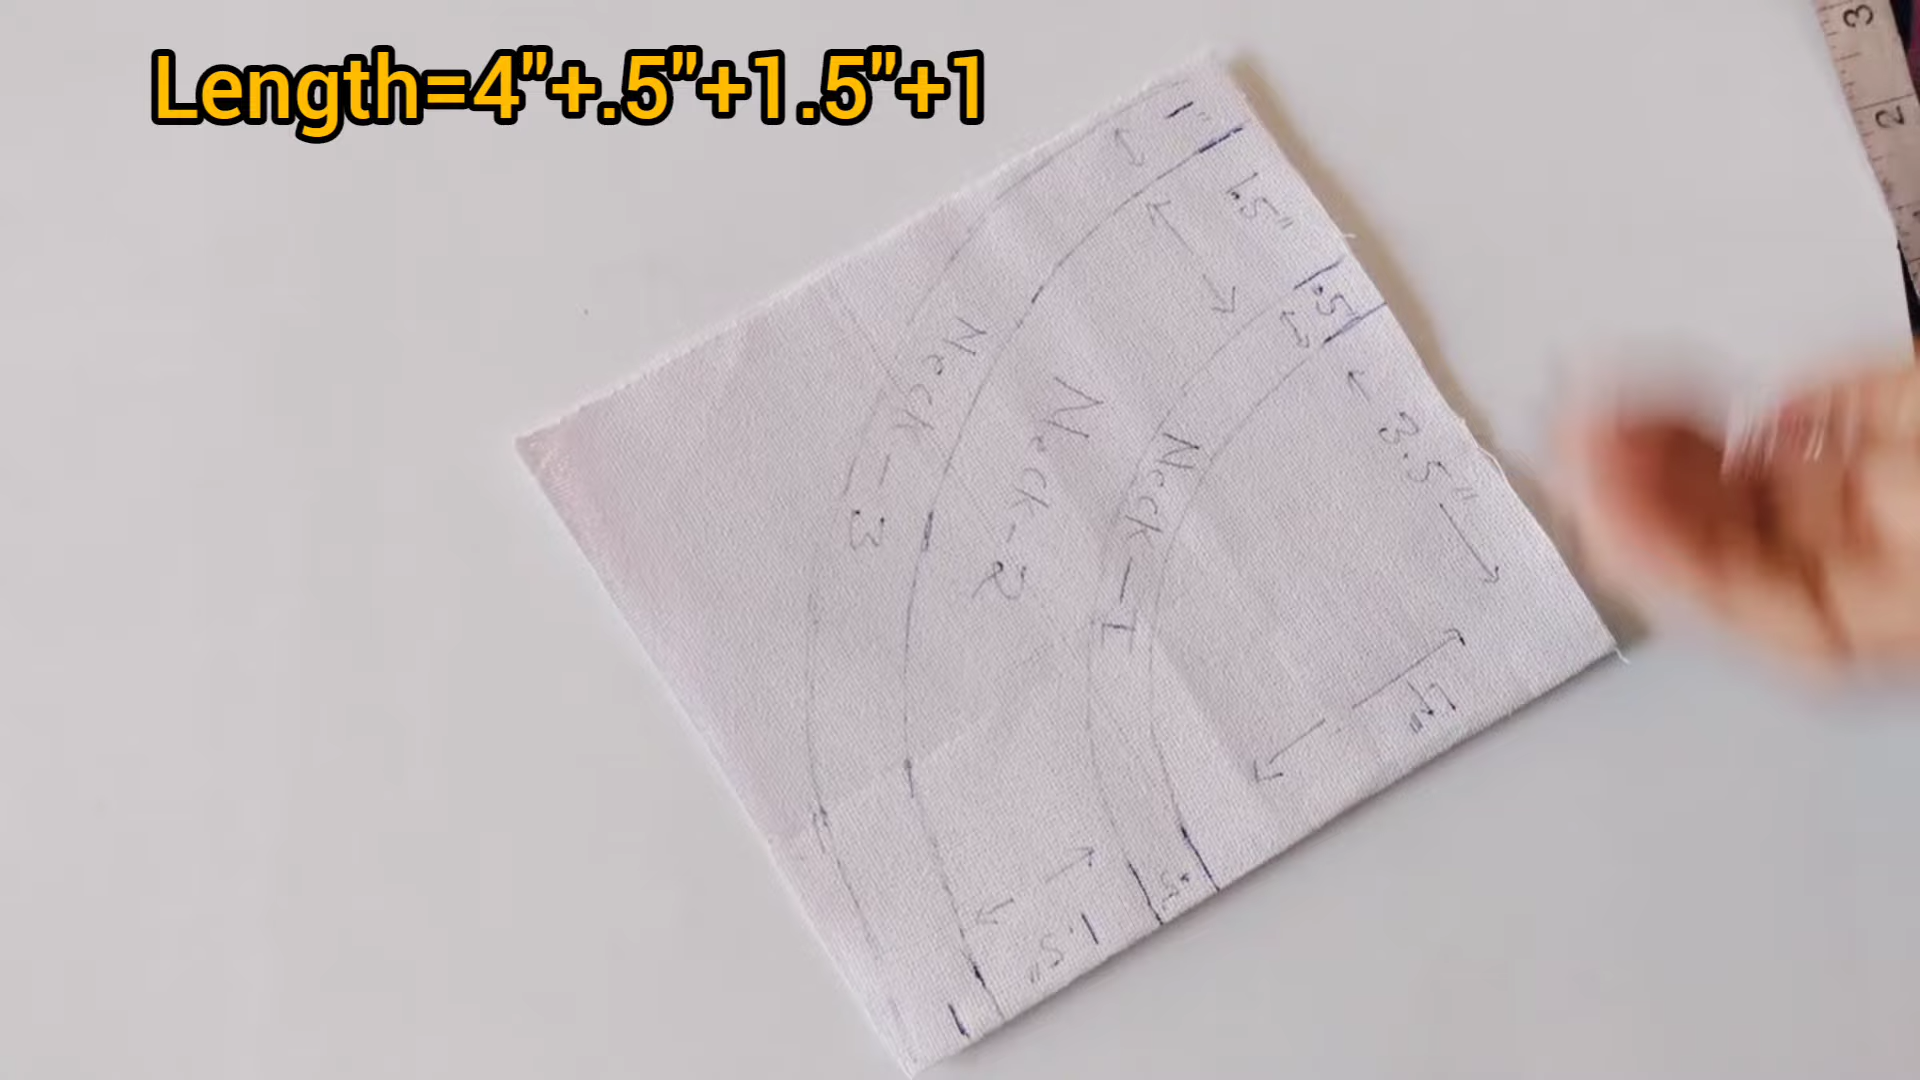 Length=4"+.5"+1.5"+1
3
2
1"
1.5"
.5"
3.5"
Neck-3
Neck-2
Neck-1
4"
.5"
1.5"
1